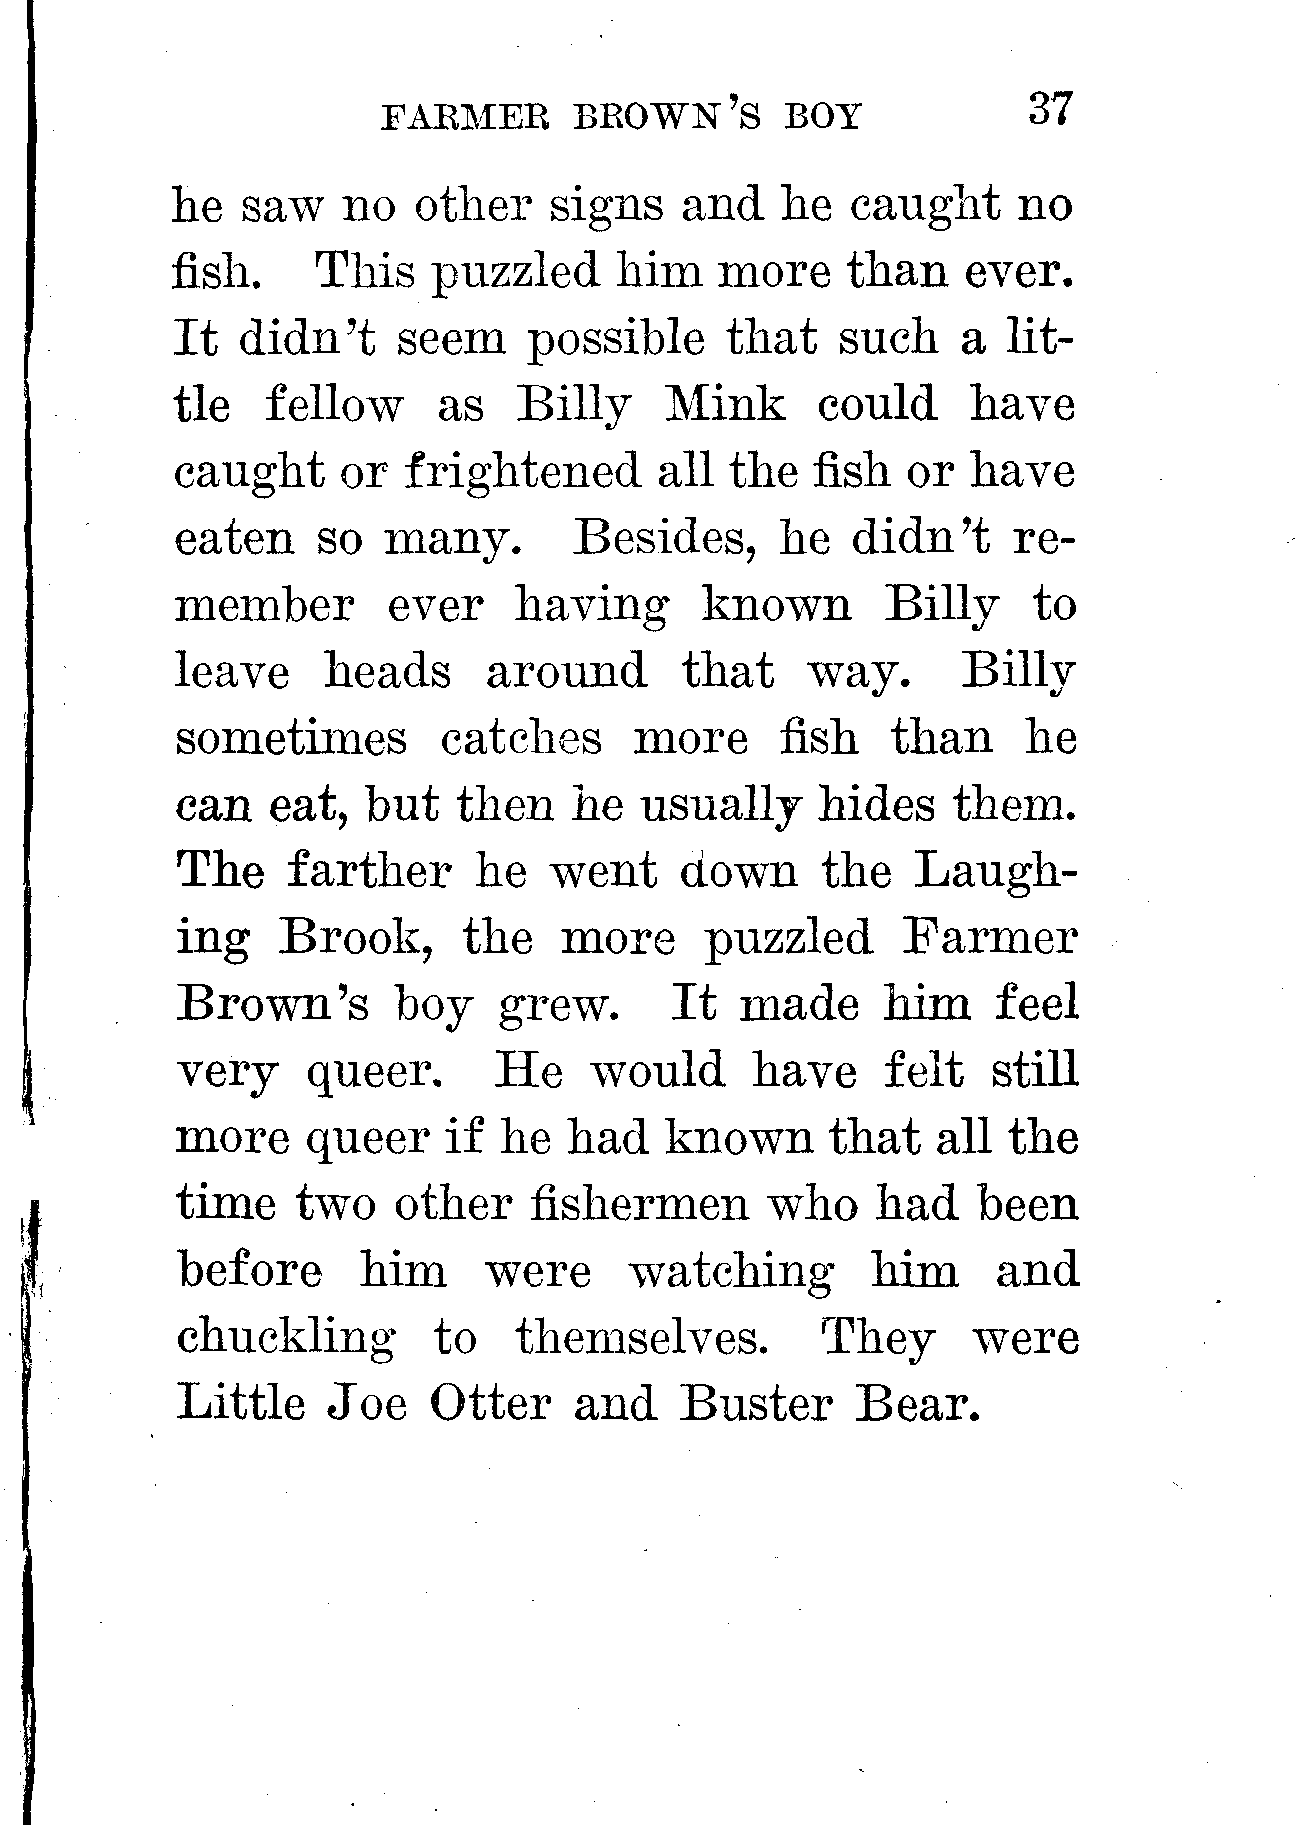 FARMER BROWN'S BOY 37
he saw no other signs and he caught no
fish. This puzzled him more than ever.
It didn't seem possible that such a lit-
tle fellow as Billy Mink could have
caught or frightened all the fish or have
eaten so many. Besides, he didn't re-
member ever having known Billy to
leave heads around that way. Billy
sometimes catches more fish than he
can eat, but then he usually hides them.
The farther he went down the Laugh-
ing Brook, the more puzzled Farmer
Brown's boy grew. It made him feel
very queer. He would have felt still
more queer if he had known that all the
time two other fishermen who had been
before him were watching him and
chuckling to themselves. They were
Little Joe Otter and Buster Bear.